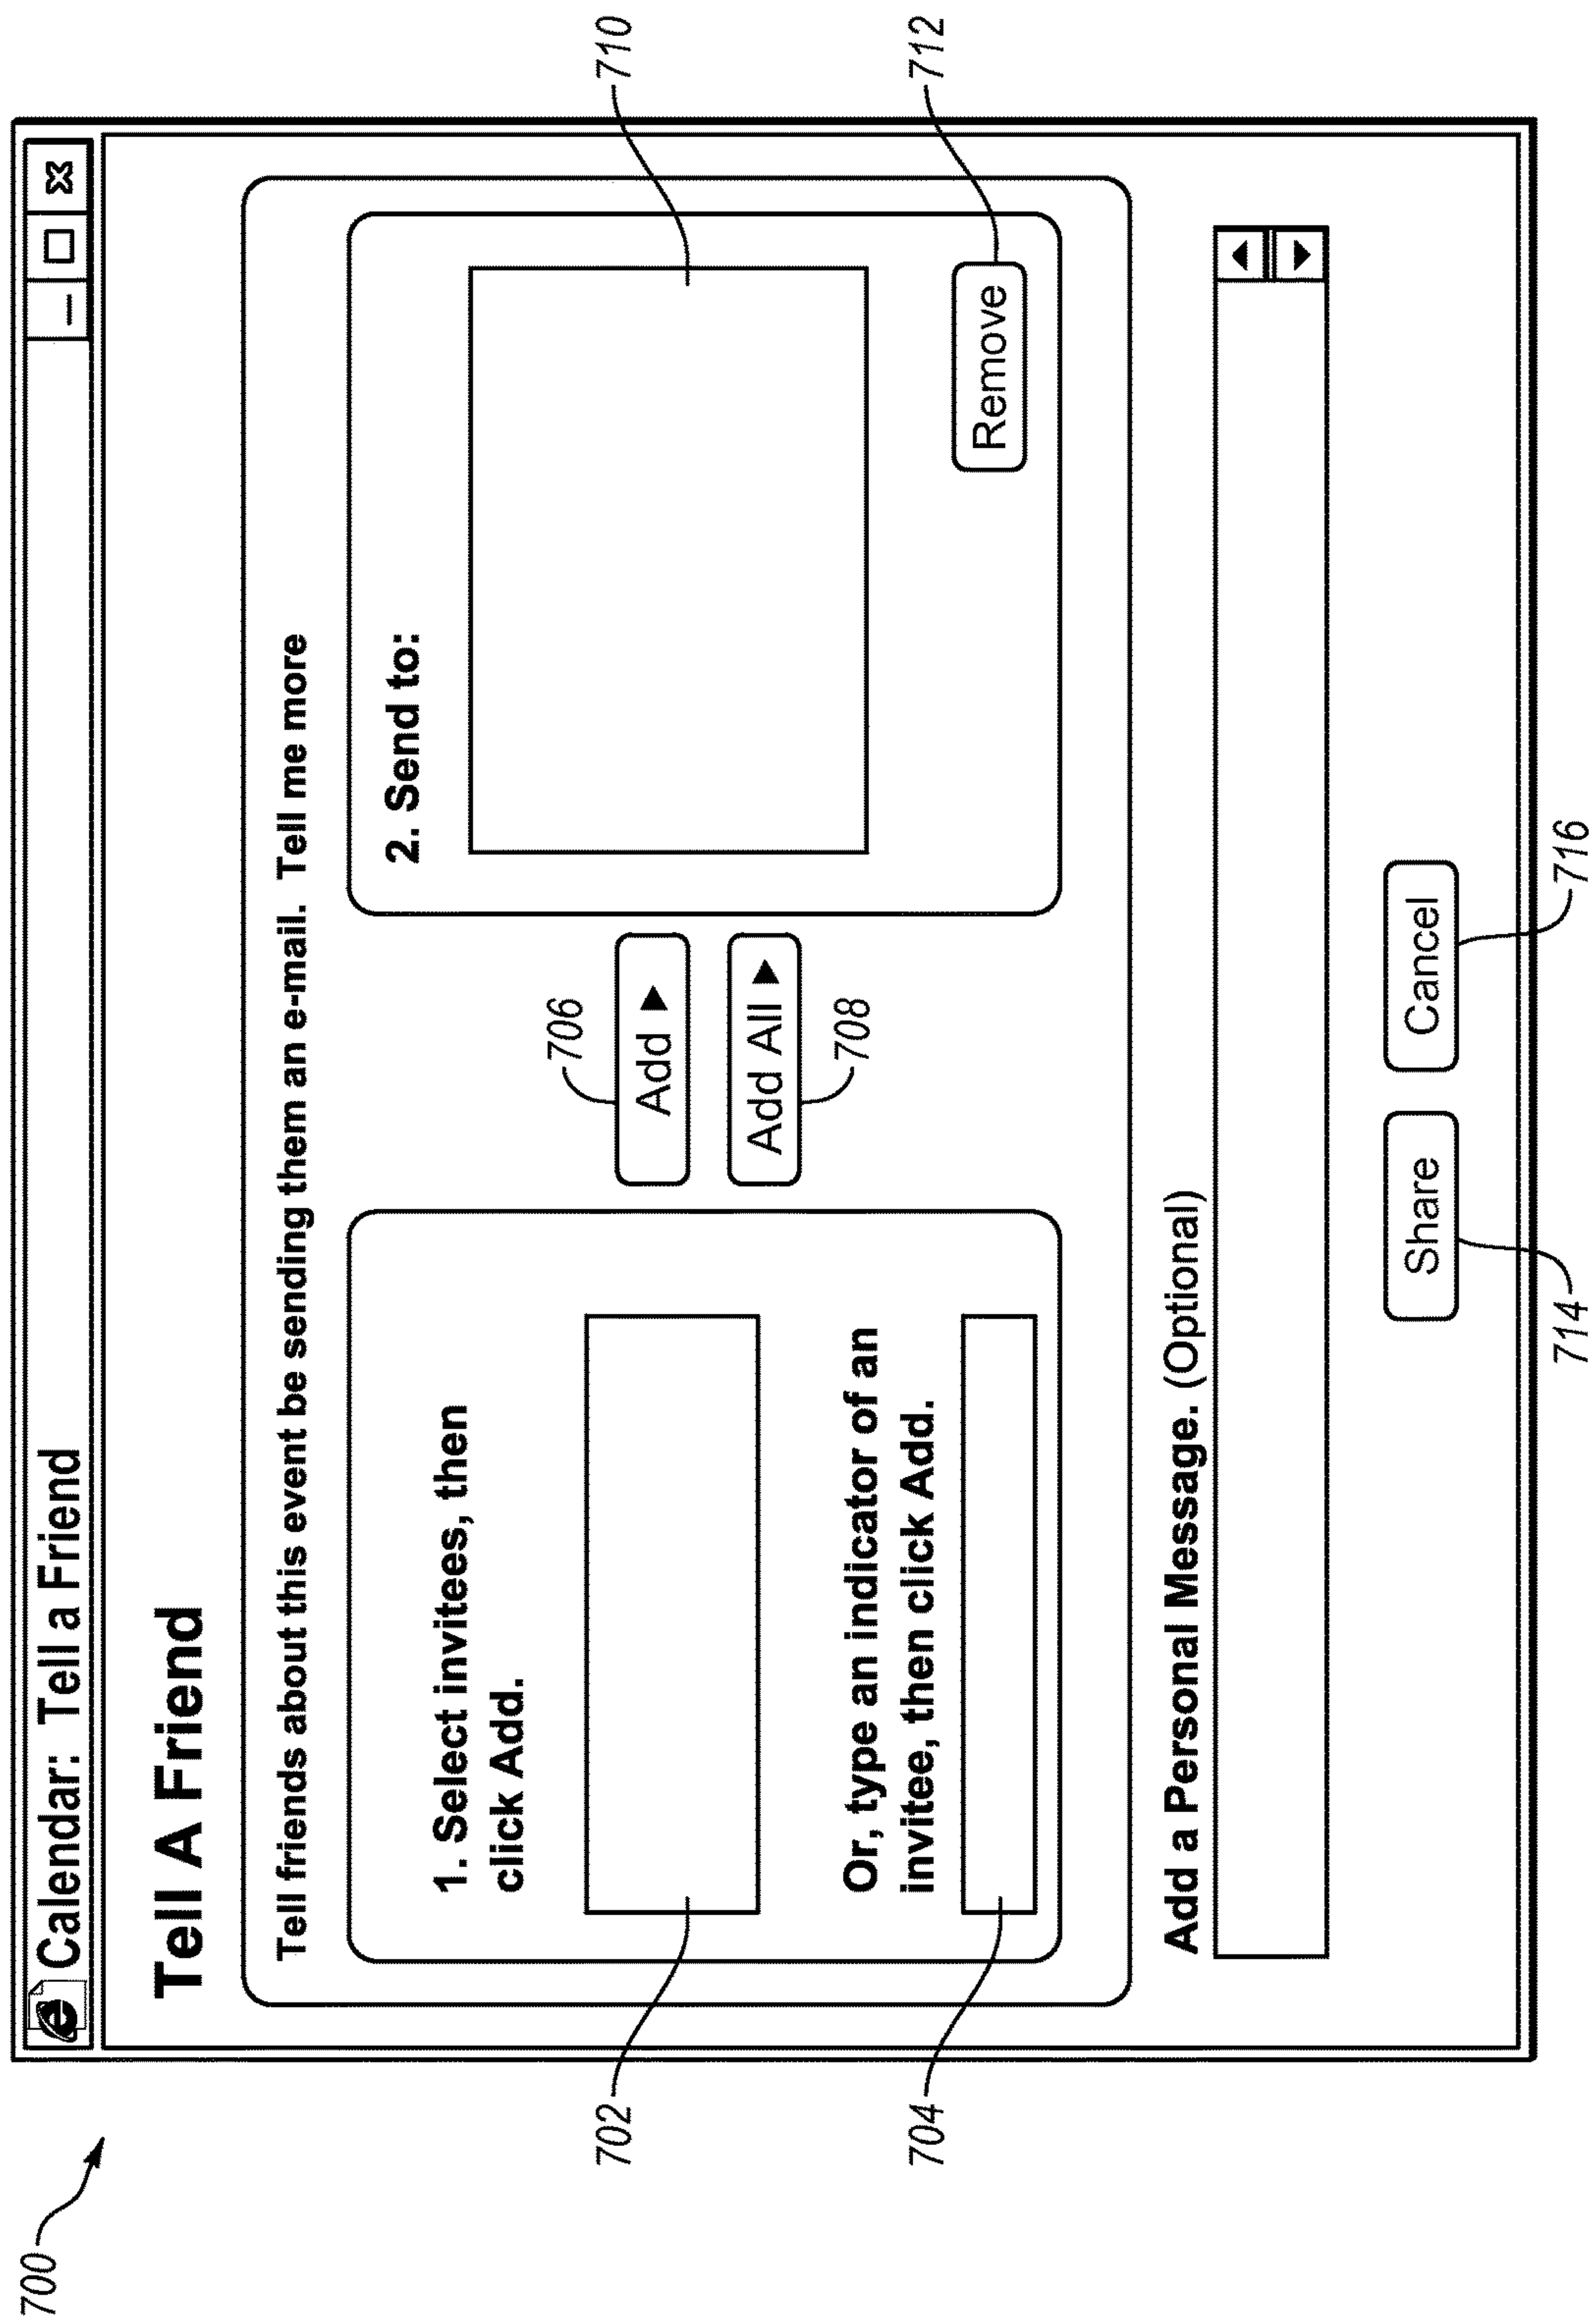 700
Calendar: Tell a Friend
Tell A Friend
Tell friends about this event be sending them an e-mail. Tell me more
1. Select invitees, then
click Add.
702
Or, type an indicator of an
invitee, then click Add.
704
706
Add ▶
Add All ▶
708
2. Send to:
710
Remove
712
Add a Personal Message. (Optional)
Share
714
Cancel
716